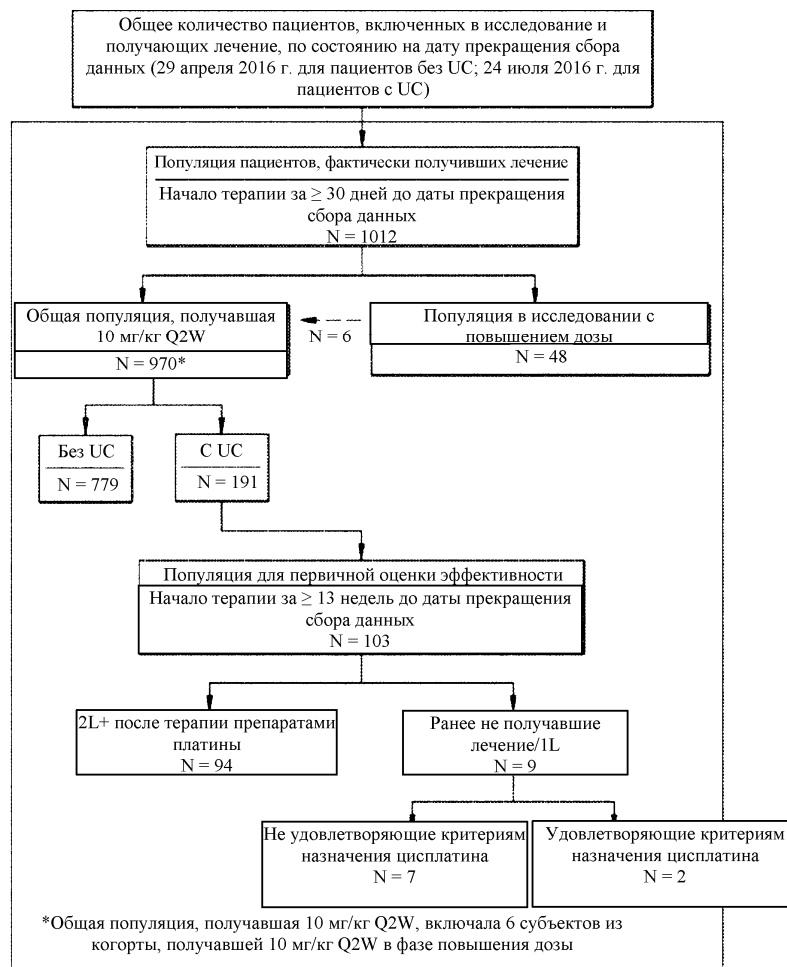 Общее количество пациентов, включенных в исследование и
получающих лечение, по состоянию на дату прекращения сбора
данных (29 апреля 2016 г. для пациентов без UC; 24 июля 2016 г. для
пациентов с UC)
Популяция пациентов, фактически получивших лечение
Начало терапии за ≥ 30 дней до даты прекращения
сбора данных
N = 1012
Общая популяция, получавшая
10 мг/кг Q2W
N = 970*
N = 6
Популяция в исследовании с
повышением дозы
N = 48
Без UC
N = 779
С UC
N = 191
Популяция для первичной оценки эффективности
Начало терапии за ≥ 13 недель до даты прекращения
сбора данных
N = 103
2L+ после терапии препаратами
платины
N = 94
Ранее не получавшие
лечение/1L
N = 9
Не удовлетворяющие критериям
назначения цисплатина
N = 7
Удовлетворяющие критериям
назначения цисплатина
N = 2
*Общая популяция, получавшая 10 мг/кг Q2W, включала 6 субъектов из
когорты, получавшей 10 мг/кг Q2W в фазе повышения дозы